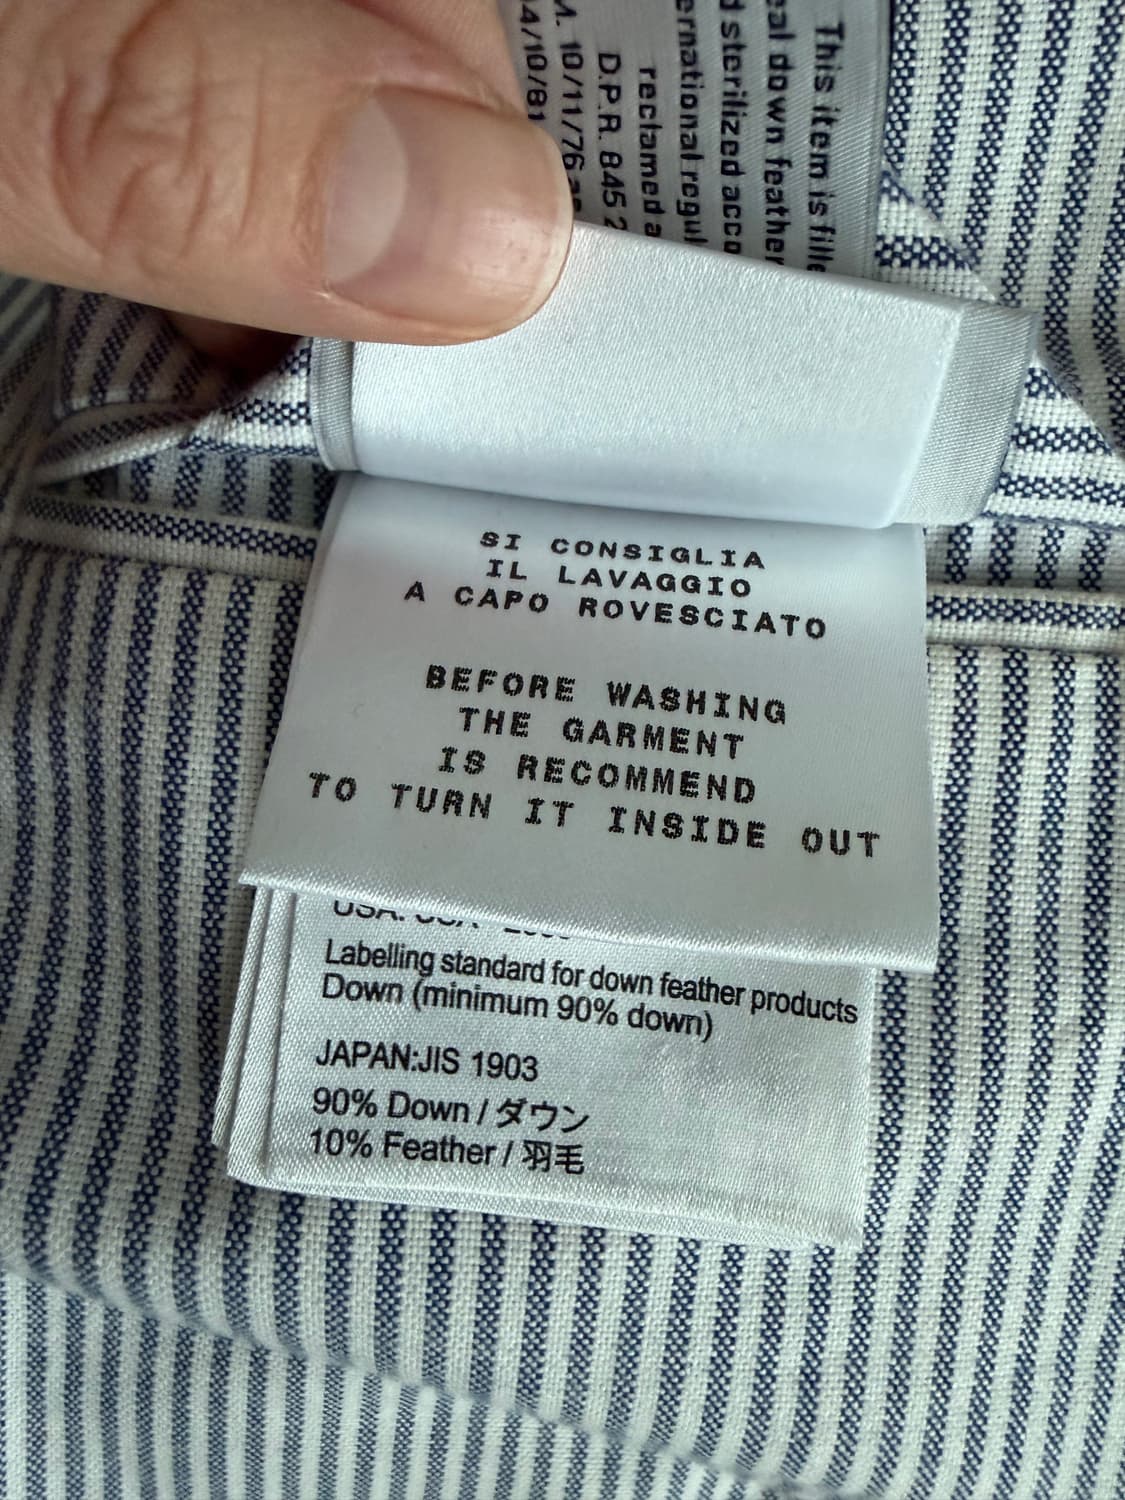 This item is
eal down feather
d sterilized acco
ernational regul
reclamed a
D.P.R. 845
M. 10/11/76
4/10/81
SI CONSIGLIA
IL LAVAGGIO
A CAPO ROVESCIATO
BEFORE WASHING
THE GARMENT
IS RECOMMEND
TO TURN IT INSIDE OUT
USA:
Labelling standard for down feather products
Down (minimum 90% down)
JAPAN:JIS 1903
90% Down / ダウン
10% Feather / 羽毛